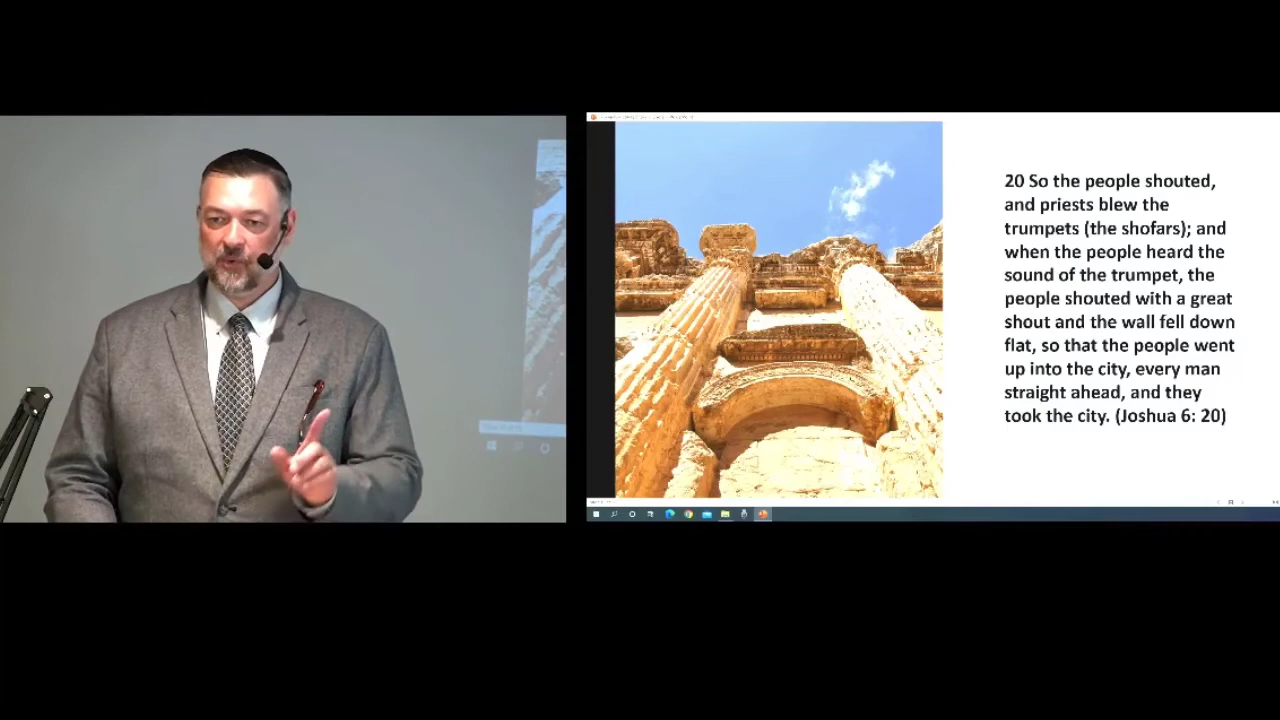 20 So the people shouted,
and priests blew the
trumpets (the shofars); and
when the people heard the
sound of the trumpet, the
people shouted with a great
shout and the wall fell down
flat, so that the people went
up into the city, every man
straight ahead, and they
took the city. (Joshua 6: 20)